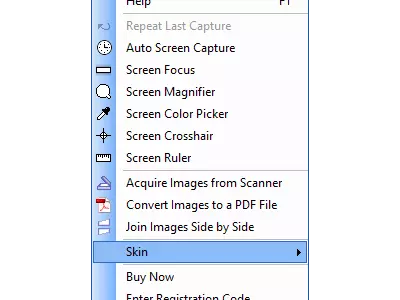 Help F1
Repeat Last Capture
Auto Screen Capture
Screen Focus
Screen Magnifier
Screen Color Picker
Screen Crosshair
Screen Ruler
Acquire Images from Scanner
Convert Images to a PDF File
Join Images Side by Side
Skin
Buy Now
Enter Registration Code